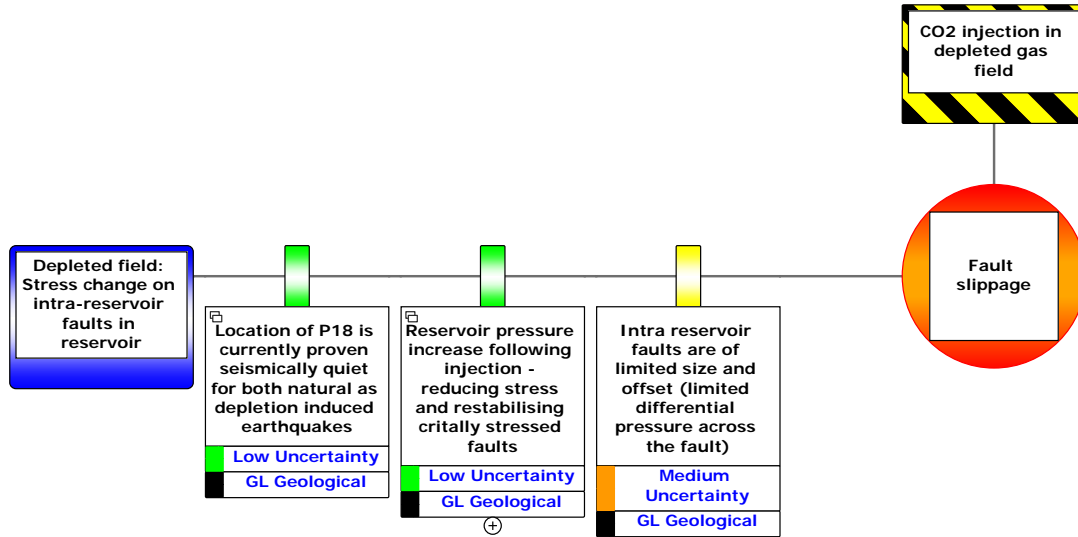 CO2 injection in
depleted gas
field
Depleted field:
Stress change on
intra-reservoir
faults in
reservoir
Fault
slippage
Location of P18 is
currently proven
seismically quiet
for both natural as
depletion induced
earthquakes
Low Uncertainty
GL Geological
Reservoir pressure
increase following
injection -
reducing stress
and restabilising
critally stressed
faults
Low Uncertainty
GL Geological
Intra reservoir
faults are of
limited size and
offset (limited
differential
pressure across
the fault)
Medium
Uncertainty
GL Geological